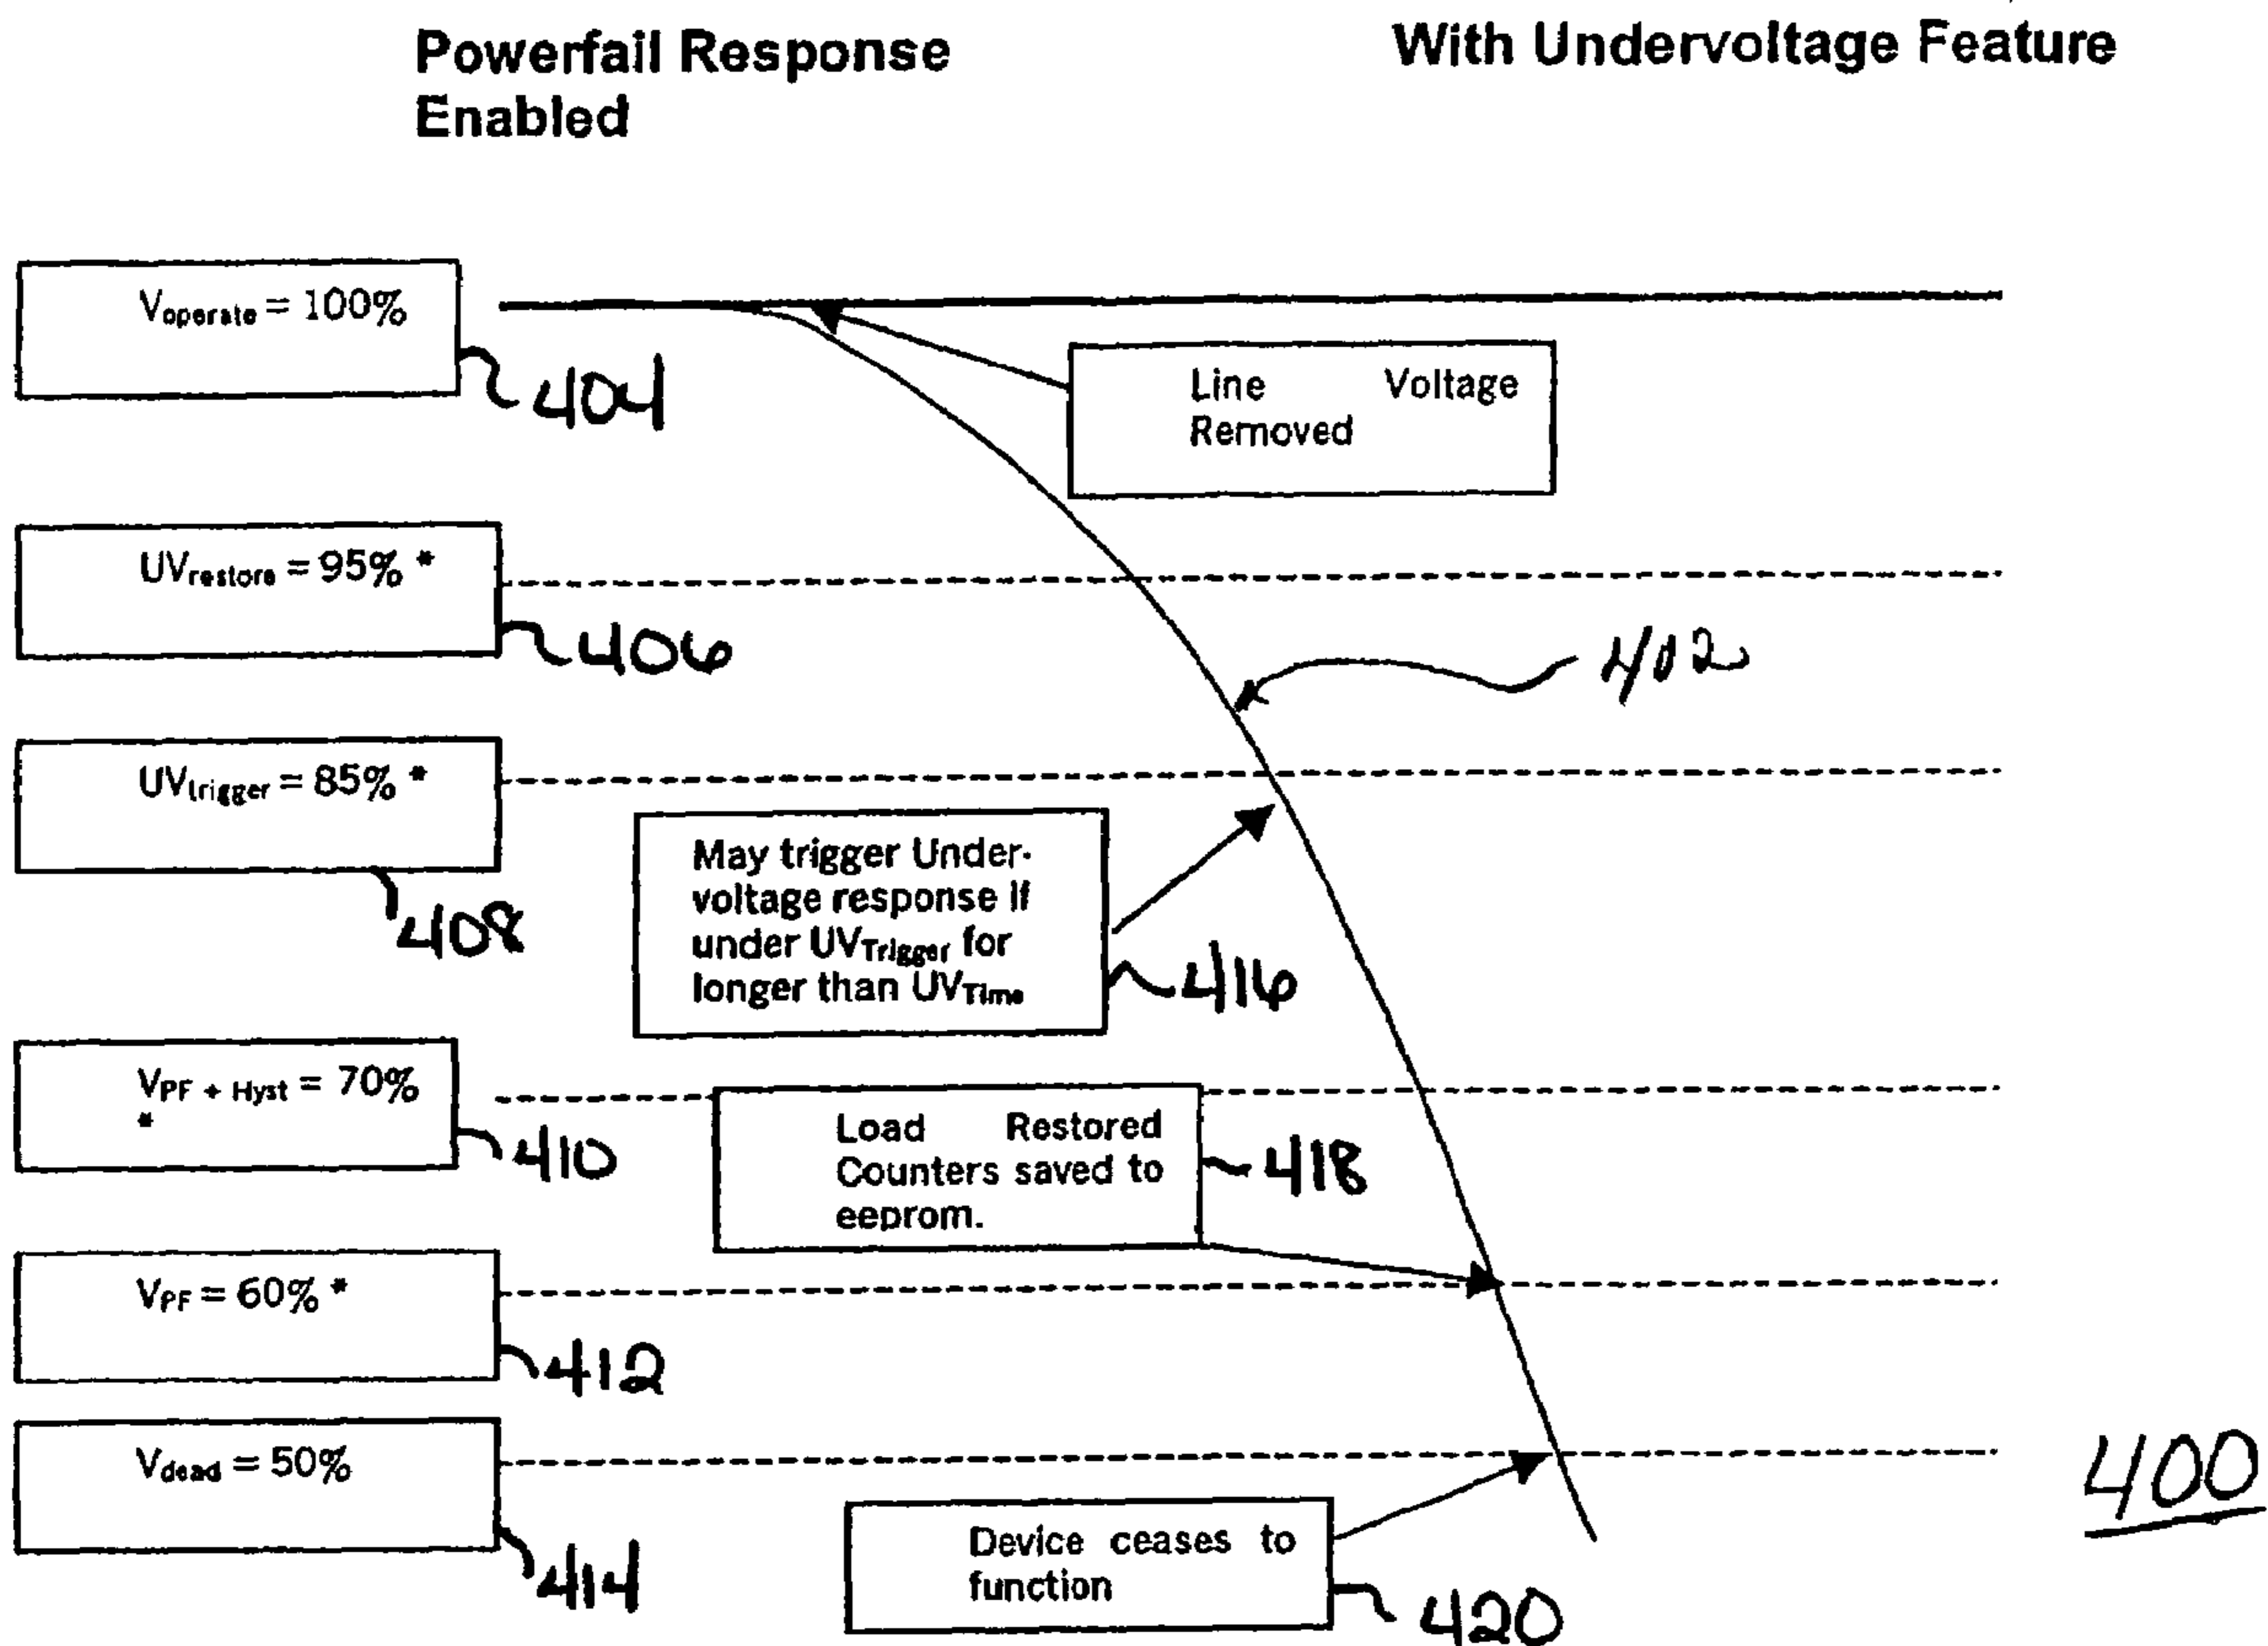 Powerfail Response
Enabled
With Undervoltage Feature
Voperate = 100%
404
Line Voltage
Removed
UVrestore = 95% *
406
402
UVtrigger = 85% *
408
May trigger Under-
voltage response if
under UVTrigger for
longer than UVTime
416
VPF + Hyst = 70%
*
410
Load Restored
Counters saved to
eeprom.
418
VPF = 60% *
412
Vdead = 50%
414
Device ceases to
function
420
400